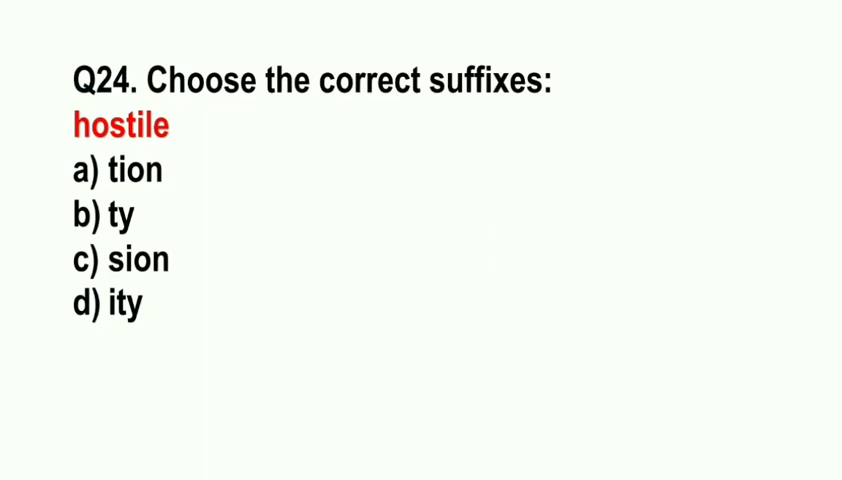 Q24. Choose the correct suffixes:
hostile
a) tion
b) ty
c) sion
d) ity